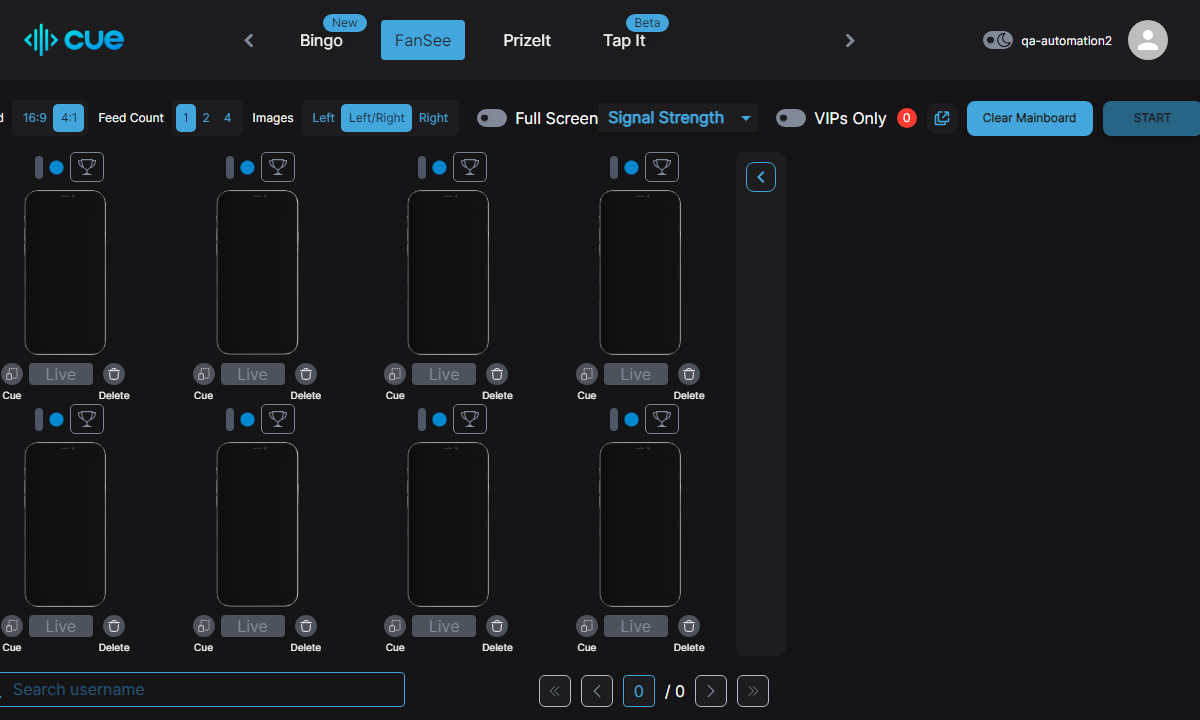 cue
New
Bingo
FanSee
PrizeIt
Beta
Tap It
qa-automation2
16:9
4:1
Feed Count
1
2
4
Images
Left
Left/Right
Right
Full Screen
Signal Strength
VIPs Only
0
Clear Mainboard
START
Live
Live
Live
Live
Cue
Delete
Cue
Delete
Cue
Delete
Cue
Delete
Live
Live
Live
Live
Cue
Delete
Cue
Delete
Cue
Delete
Cue
Delete
Search username
0
/ 0